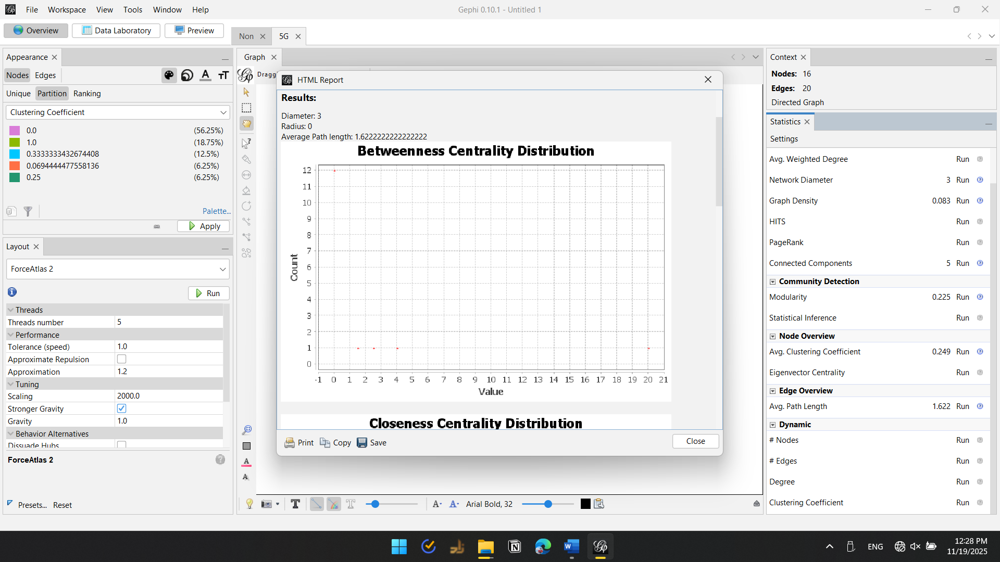 File Workspace View Tools Window Help
Gephi 0.10.1 - Untitled 1
Overview Data Laboratory Preview
Non 5G
Appearance
Nodes Edges
Unique Partition Ranking
Clustering Coefficient
0.0 (56.25%)
1.0 (18.75%)
0.3333333432674408 (12.5%)
0.0694444477558136 (6.25%)
0.25 (6.25%)
Palette...
Apply
Layout
ForceAtlas 2
Run
Threads
Threads number 5
Performance
Tolerance (speed) 1.0
Approximate Repulsion
Approximation 1.2
Tuning
Scaling 2000.0
Stronger Gravity
Gravity 1.0
Behavior Alternatives
Dissuade Hubs
ForceAtlas 2
Presets... Reset
Graph
HTML Report
Results:
Diameter: 3
Radius: 0
Average Path length: 1.6222222222222222
Betweenness Centrality Distribution
12
11
10
9
8
7
6
5
4
3
2
1
0
Count
-1 0 1 2 3 4 5 6 7 8 9 10 11 12 13 14 15 16 17 18 19 20 21
Value
Closeness Centrality Distribution
Print Copy Save
Close
Arial Bold, 32
Context
Nodes: 16
Edges: 20
Directed Graph
Statistics
Settings
Avg. Weighted Degree Run
Network Diameter 3 Run
Graph Density 0.083 Run
HITS Run
PageRank Run
Connected Components 5 Run
Community Detection
Modularity 0.225 Run
Statistical Inference Run
Node Overview
Avg. Clustering Coefficient 0.249 Run
Eigenvector Centrality Run
Edge Overview
Avg. Path Length 1.622 Run
Dynamic
# Nodes Run
# Edges Run
Degree Run
Clustering Coefficient Run
ENG
12:28 PM
11/19/2025